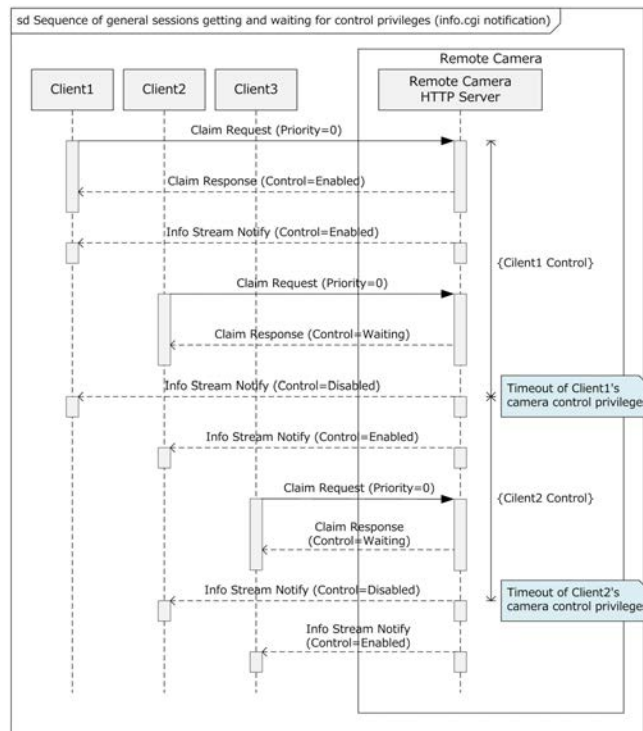 sd Sequence of general sessions getting and waiting for control privileges (info.cgi notification)
Remote Camera
Client1
Client2
Client3
Remote Camera
HTTP Server
Claim Request (Priority=0)
Claim Response (Control=Enabled)
Info Stream Notify (Control=Enabled)
{Cilent1 Control}
Claim Request (Priority=0)
Claim Response (Control=Waiting)
Info Stream Notify (Control=Disabled)
Timeout of Client1's
camera control privilege
Info Stream Notify (Control=Enabled)
Claim Request (Priority=0)
{Cilent2 Control}
Claim Response
(Control=Waiting)
Info Stream Notify (Control=Disabled)
Timeout of Client2's
camera control privilege
Info Stream Notify
(Control=Enabled)